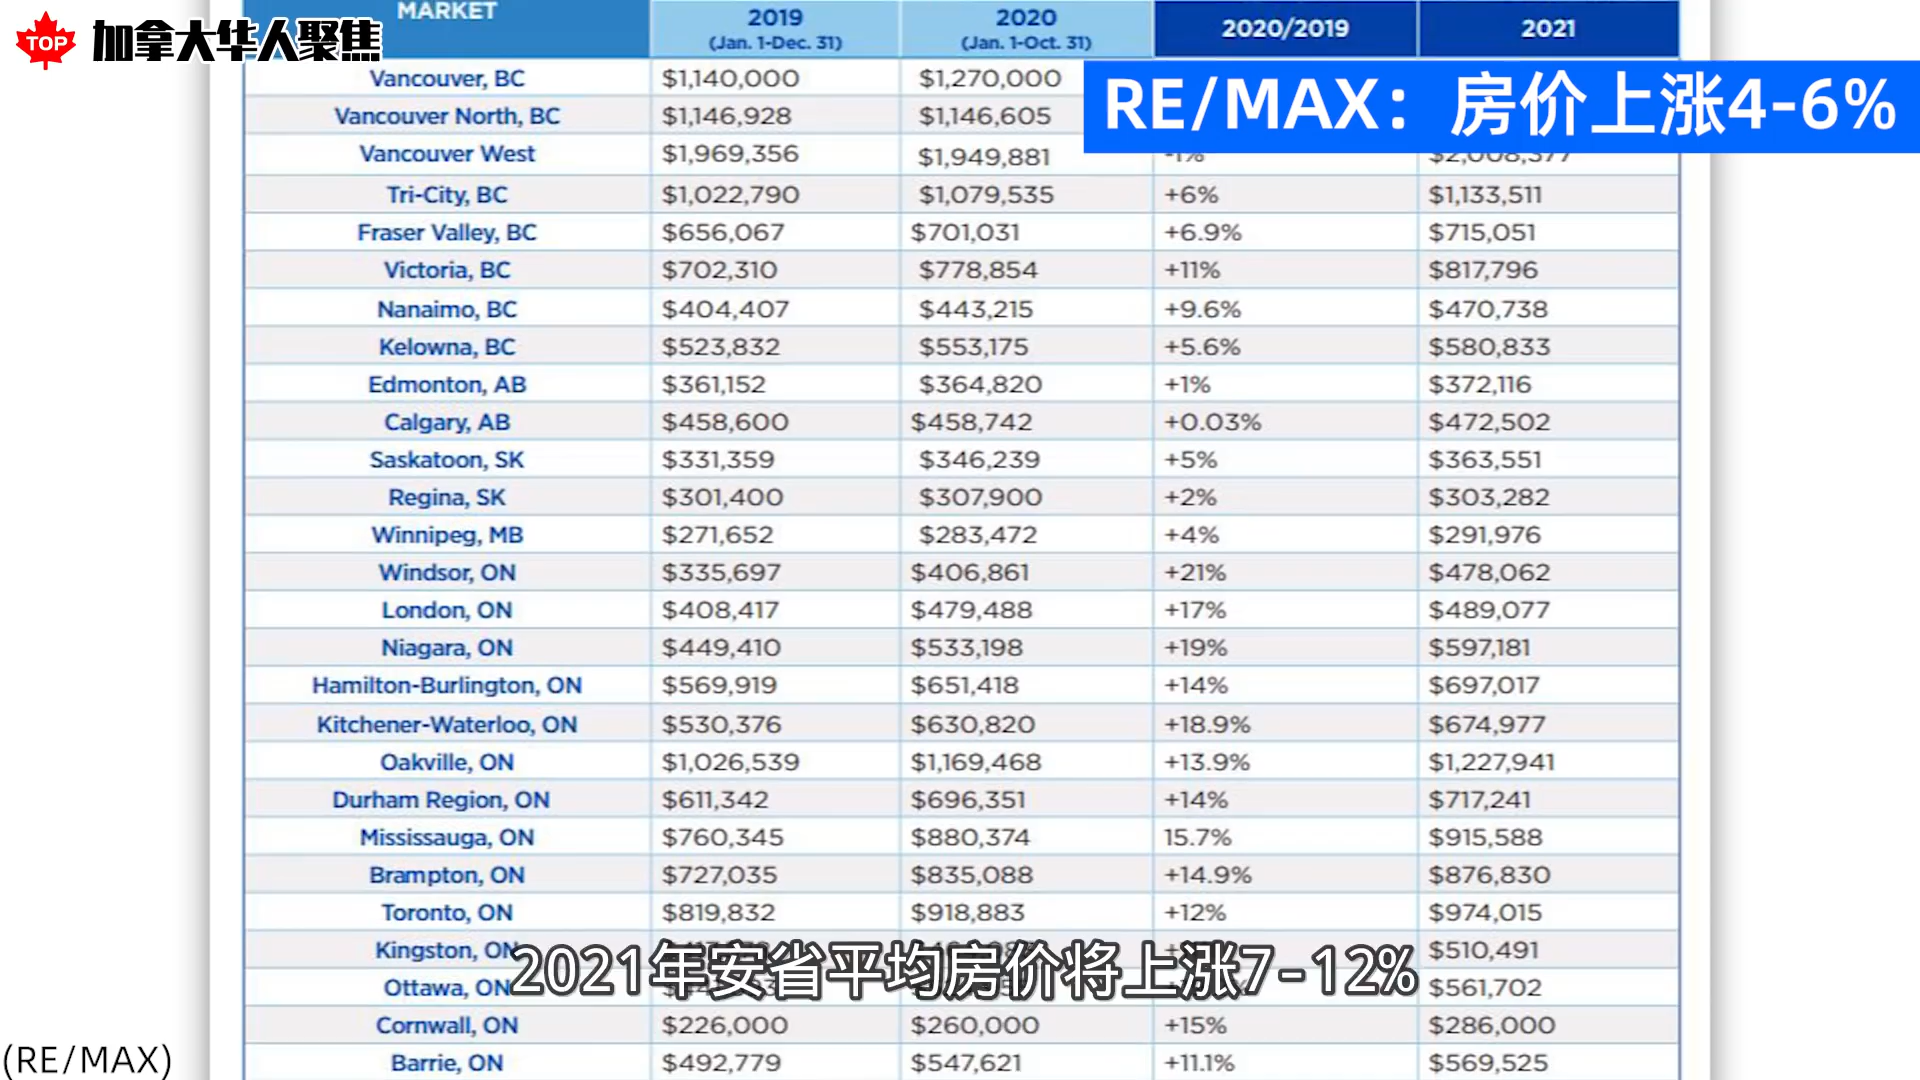 TOP 加拿大华人聚焦
MARKET 2019 (Jan. 1-Dec. 31) 2020 (Jan. 1-Oct. 31) 2020/2019 2021
RE/MAX：房价上涨4-6%
Vancouver, BC $1,140,000 $1,270,000
Vancouver North, BC $1,146,928 $1,146,605
Vancouver West $1,969,356 $1,949,881 -1% $2,008,377
Tri-City, BC $1,022,790 $1,079,535 +6% $1,133,511
Fraser Valley, BC $656,067 $701,031 +6.9% $715,051
Victoria, BC $702,310 $778,854 +11% $817,796
Nanaimo, BC $404,407 $443,215 +9.6% $470,738
Kelowna, BC $523,832 $553,175 +5.6% $580,833
Edmonton, AB $361,152 $364,820 +1% $372,116
Calgary, AB $458,600 $458,742 +0.03% $472,502
Saskatoon, SK $331,359 $346,239 +5% $363,551
Regina, SK $301,400 $307,900 +2% $303,282
Winnipeg, MB $271,652 $283,472 +4% $291,976
Windsor, ON $335,697 $406,861 +21% $478,062
London, ON $408,417 $479,488 +17% $489,077
Niagara, ON $449,410 $533,198 +19% $597,181
Hamilton-Burlington, ON $569,919 $651,418 +14% $697,017
Kitchener-Waterloo, ON $530,376 $630,820 +18.9% $674,977
Oakville, ON $1,026,539 $1,169,468 +13.9% $1,227,941
Durham Region, ON $611,342 $696,351 +14% $717,241
Mississauga, ON $760,345 $880,374 15.7% $915,588
Brampton, ON $727,035 $835,088 +14.9% $876,830
Toronto, ON $819,832 $918,883 +12% $974,015
Kingston, ON $510,491
2021年安省平均房价将上涨7-12%
Ottawa, ON $561,702
Cornwall, ON $226,000 $260,000 +15% $286,000
Barrie, ON $492,779 $547,621 +11.1% $569,525
(RE/MAX)